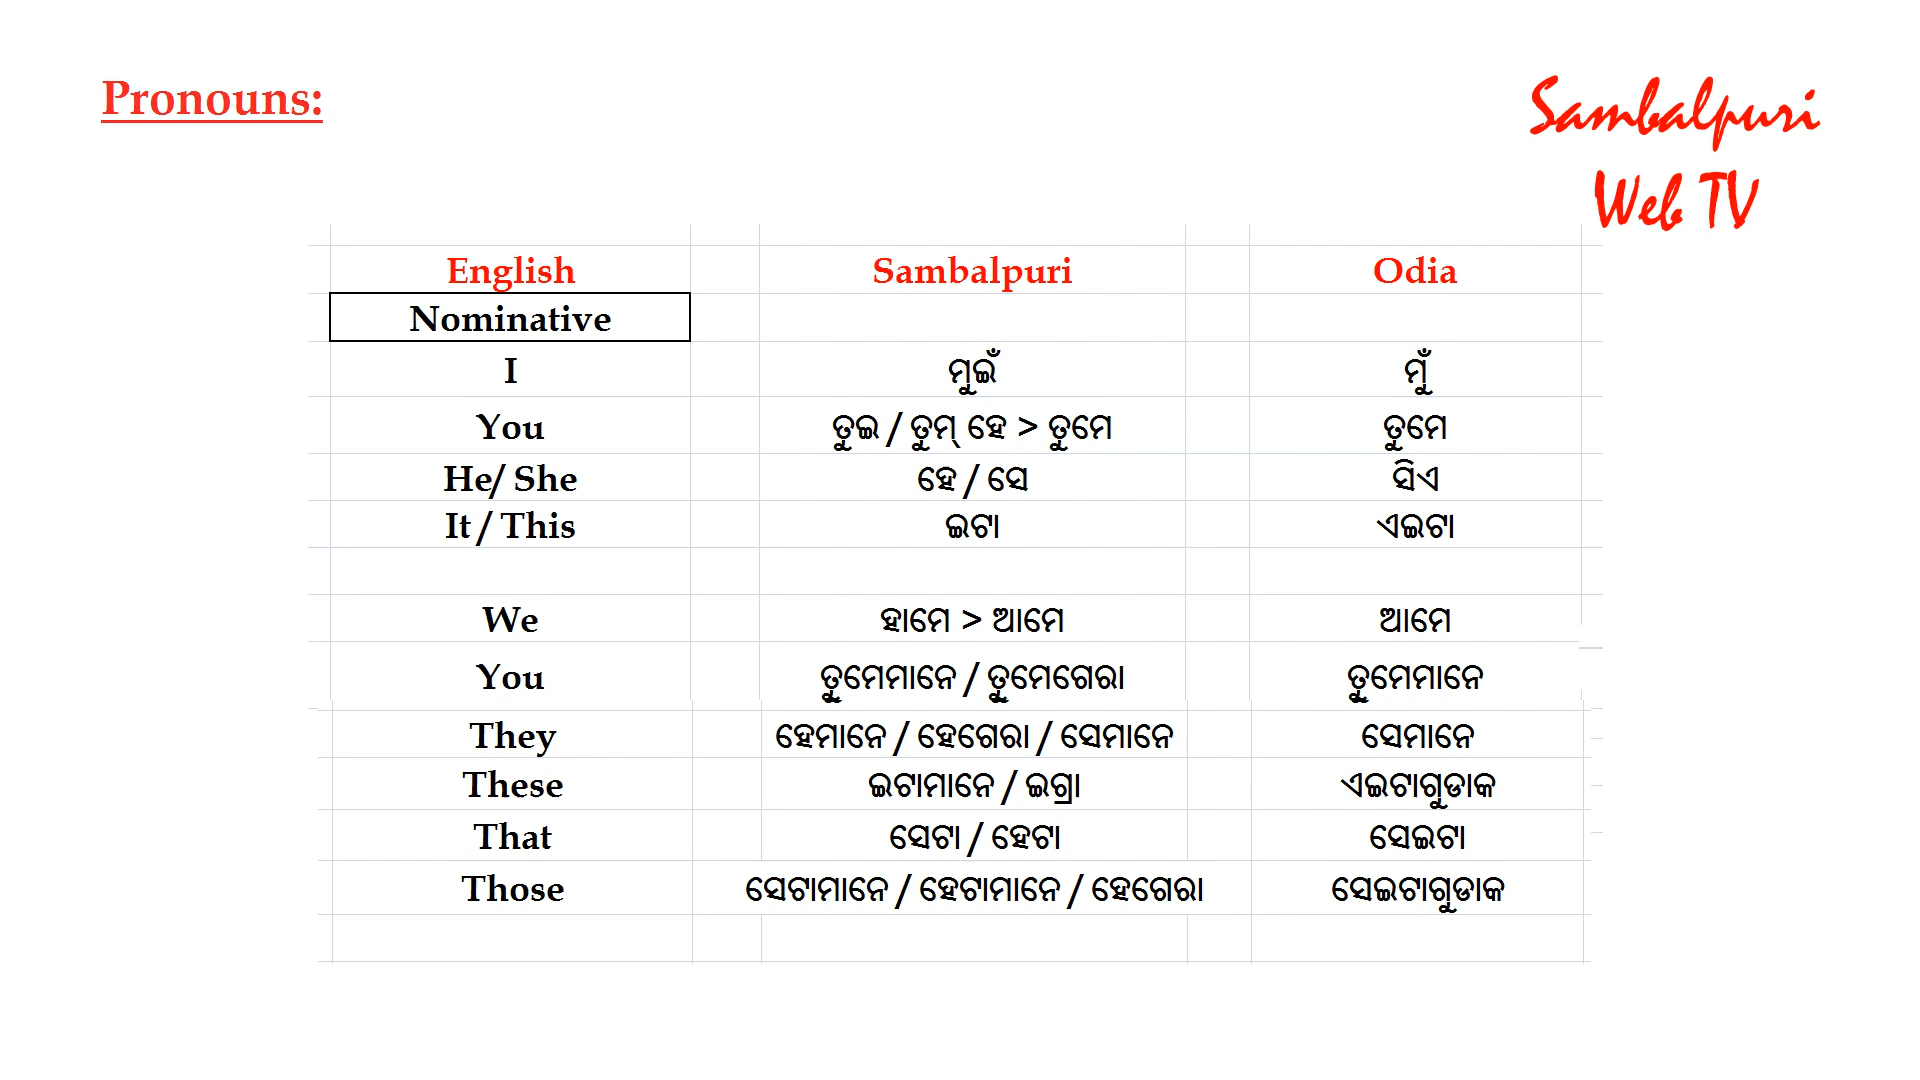 Pronouns:
Sambalpuri
Web TV
English Sambalpuri Odia
Nominative
I ମୁଇଁ ମୁଁ
You ତୁଇ / ତୁମ୍ ହେ > ତୁମେ ତୁମେ
He/ She ହେ / ସେ ସିଏ
It / This ଇଟା ଏଇଟା
We ହାମେ > ଆମେ ଆମେ
You ତୁମେମାନେ / ତୁମେଗେରା ତୁମେମାନେ
They ହେମାନେ / ହେଗେରା / ସେମାନେ ସେମାନେ
These ଇଟାମାନେ / ଇଗ୍ରା ଏଇଟାଗୁଡାକ
That ସେଟା / ହେଟା ସେଇଟା
Those ସେଟାମାନେ / ହେଟାମାନେ / ହେଗେରା ସେଇଟାଗୁଡାକ